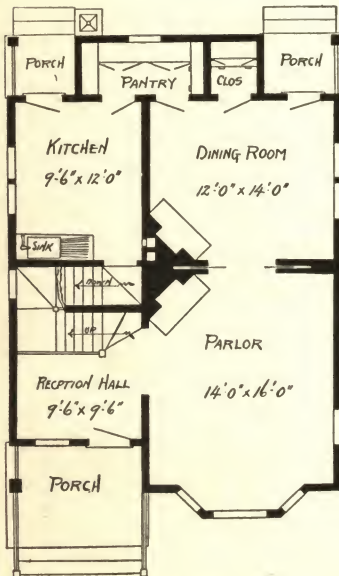 PORCH
PANTRY
CLOS
PORCH
KITCHEN
9'-6" X 12'-0"
DINING ROOM
12'-0" X 14'-0"
SINK
DOWN
UP
PARLOR
14'-0" X 16'-0"
RECEPTION HALL
9'-6" X 9'-6"
PORCH